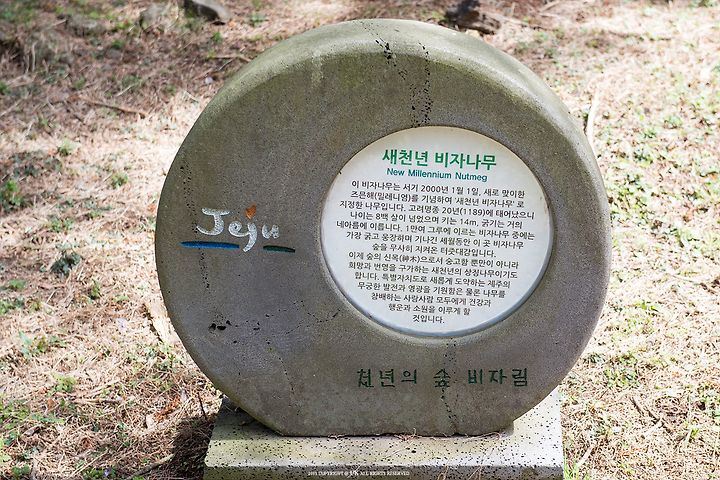 새천년 비자나무
New Millennium Nutmeg
이 비자나무는 서기 2000년 1월 1일, 새로 맞이한
즈믄해(밀레니엄)를 기념하여 '새천년 비자나무' 로
지정한 나무입니다. 고려명종 20년(1189)에 태어났으니
나이는 8백 살이 넘었으며 키는 14m, 굵기는 거의
네아름에 이릅니다. 1만여 그루에 이르는 비자나무 중에는
가장 굵고 웅장하며 기나긴 세월동안 이 곳 비자나무
숲을 무사히 지켜온 터줏대감입니다.
이제 숲의 신목(神木)으로서 숭고할 뿐만이 아니라
희망과 번영을 구가하는 새천년의 상징나무이기도
합니다. 특별자치도로 새롭게 도약하는 제주의
무궁한 발전과 영광을 기원함은 물론 나무를
참배하는 사람사람 모두에게 건강과
행운과 소원을 이루게 할
것입니다.
Jeju
천년의 숲 비자림
COPYRIGHT @ ALL RIGHTS RESERVED